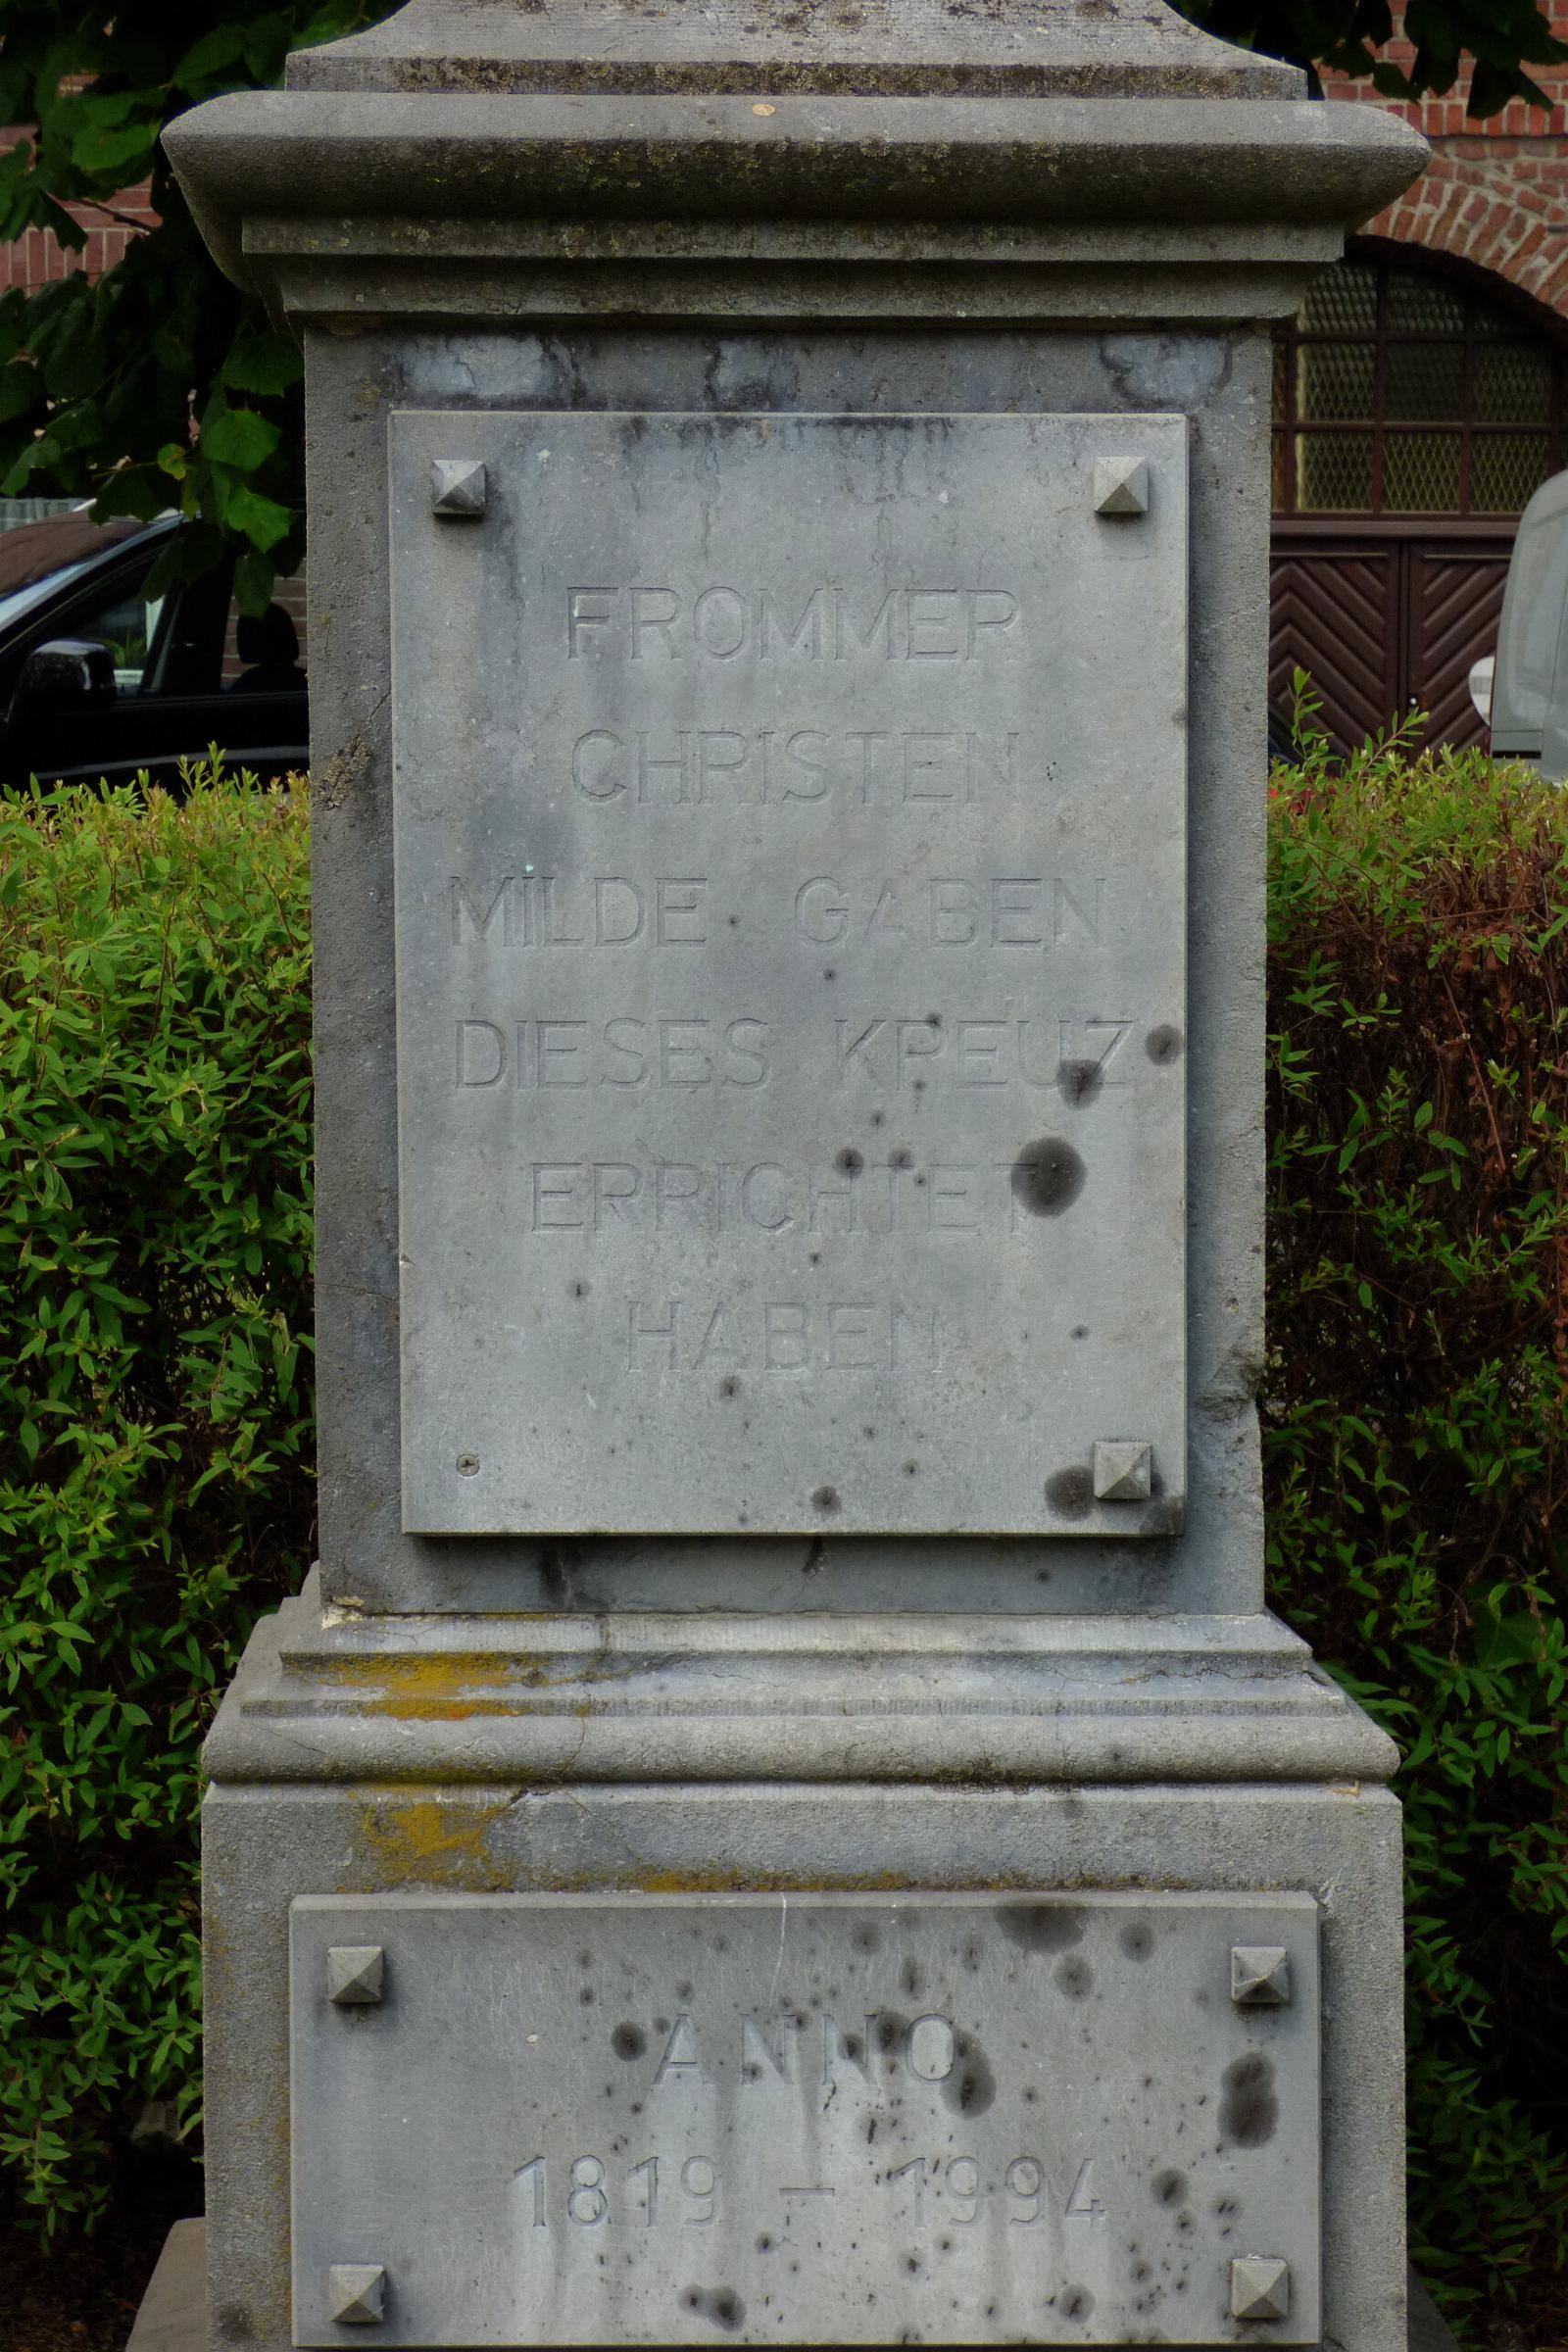 FROMMER
CHRISTEN
MILDE GABEN
DIESES KREUZ
ERRICHTET
HABEN
ANNO
1819 – 1994